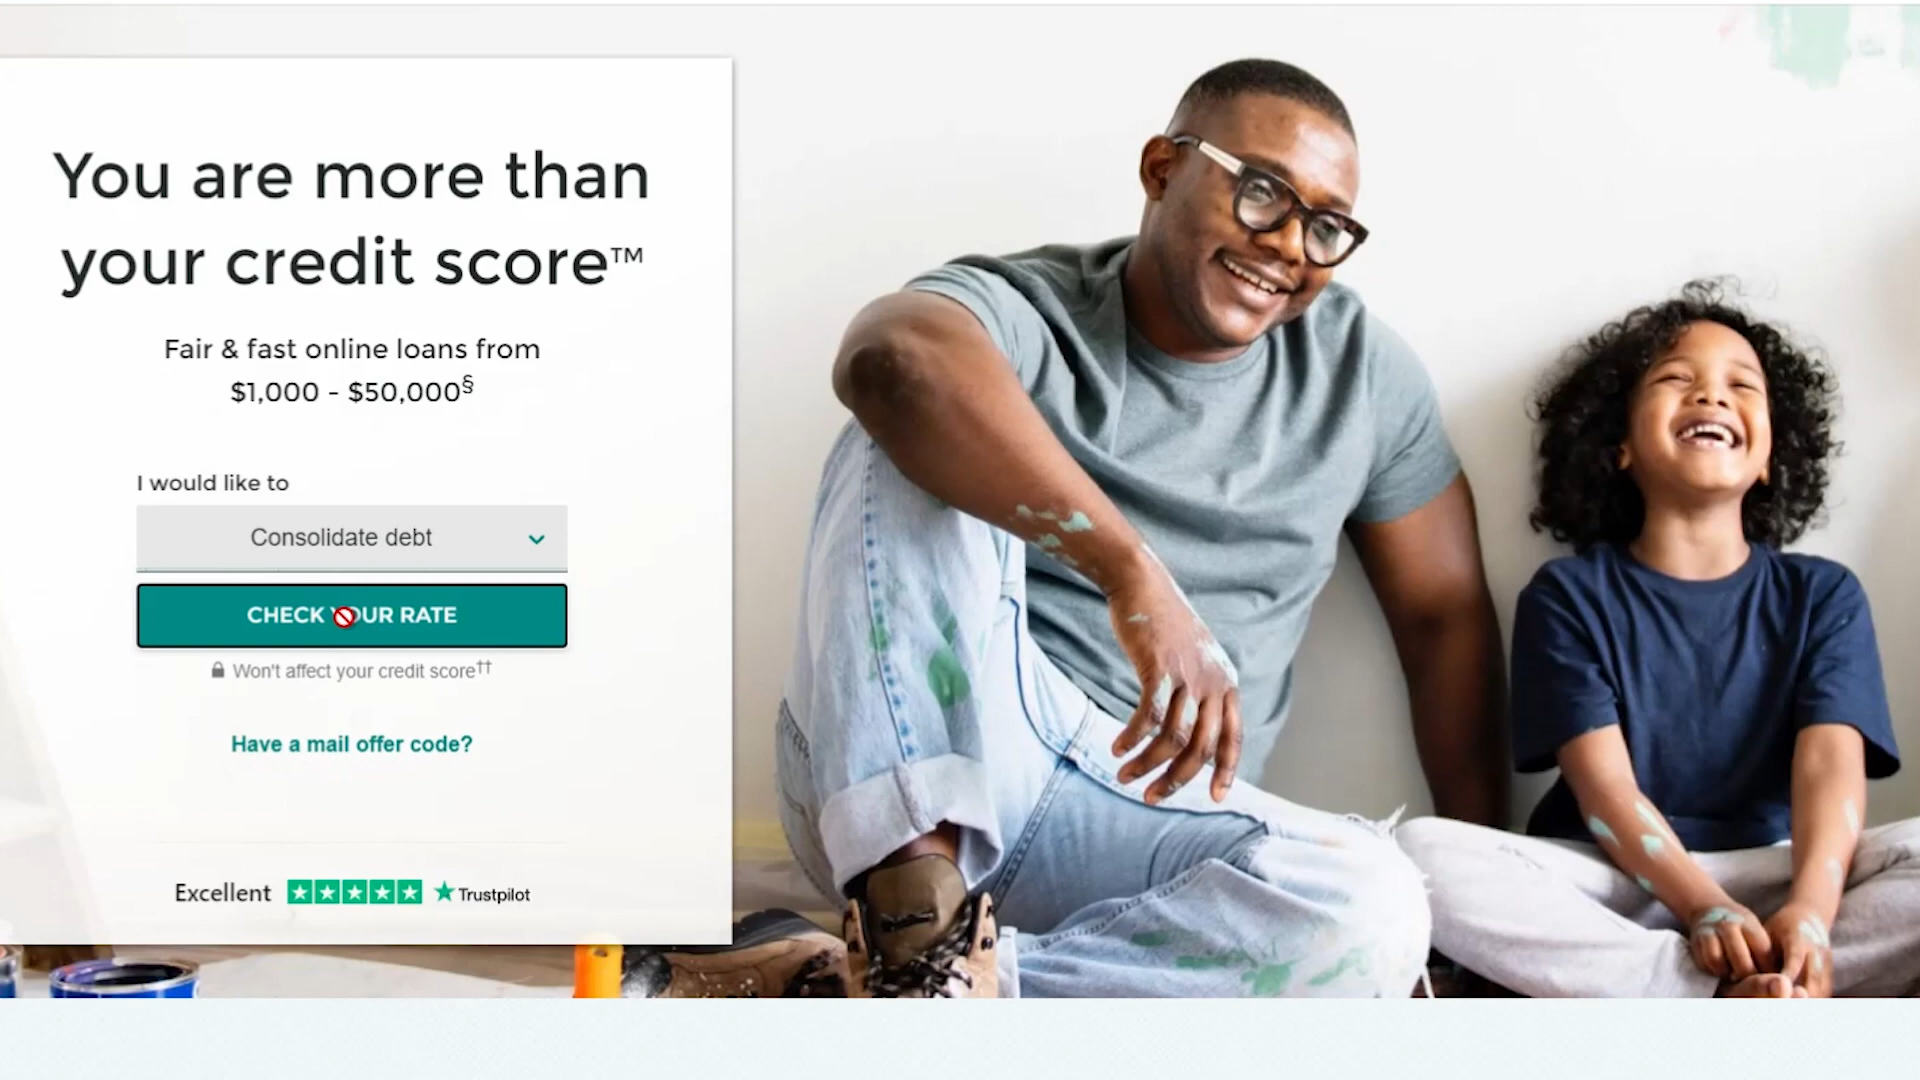 You are more than
your credit score™
Fair & fast online loans from
$1,000 - $50,000§
I would like to
Consolidate debt
CHECK YOUR RATE
Won't affect your credit score††
Have a mail offer code?
Excellent Trustpilot